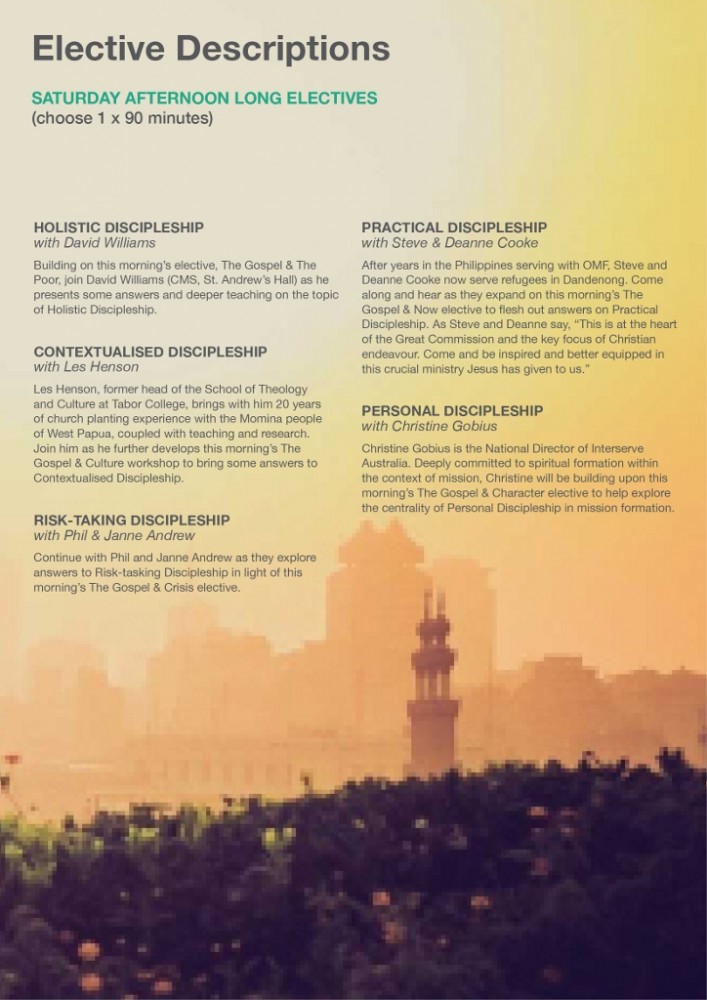 Elective Descriptions
SATURDAY AFTERNOON LONG ELECTIVES
(choose 1 x 90 minutes)
HOLISTIC DISCIPLESHIP
with David Williams
Building on this morning's elective, The Gospel & The
Poor, join David Williams (CMS, St. Andrew's Hall) as he
presents some answers and deeper teaching on the topic
of Holistic Discipleship.
CONTEXTUALISED DISCIPLESHIP
with Les Henson
Les Henson, former head of the School of Theology
and Culture at Tabor College, brings with him 20 years
of church planting experience with the Momina people
of West Papua, coupled with teaching and research.
Join him as he further develops this morning's The
Gospel & Culture workshop to bring some answers to
Contextualised Discipleship.
RISK-TAKING DISCIPLESHIP
with Phil & Janne Andrew
Continue with Phil and Janne Andrew as they explore
answers to Risk-tasking Discipleship in light of this
morning's The Gospel & Crisis elective.
PRACTICAL DISCIPLESHIP
with Steve & Deanne Cooke
After years in the Philippines serving with OMF, Steve and
Deanne Cooke now serve refugees in Dandenong. Come
along and hear as they expand on this morning's The
Gospel & Now elective to flesh out answers on Practical
Discipleship. As Steve and Deanne say, "This is at the heart
of the Great Commission and the key focus of Christian
endeavour. Come and be inspired and better equipped in
this crucial ministry Jesus has given to us."
PERSONAL DISCIPLESHIP
with Christine Gobius
Christine Gobius is the National Director of Interserve
Australia. Deeply committed to spiritual formation within
the context of mission, Christine will be building upon this
morning's The Gospel & Character elective to help explore
the centrality of Personal Discipleship in mission formation.